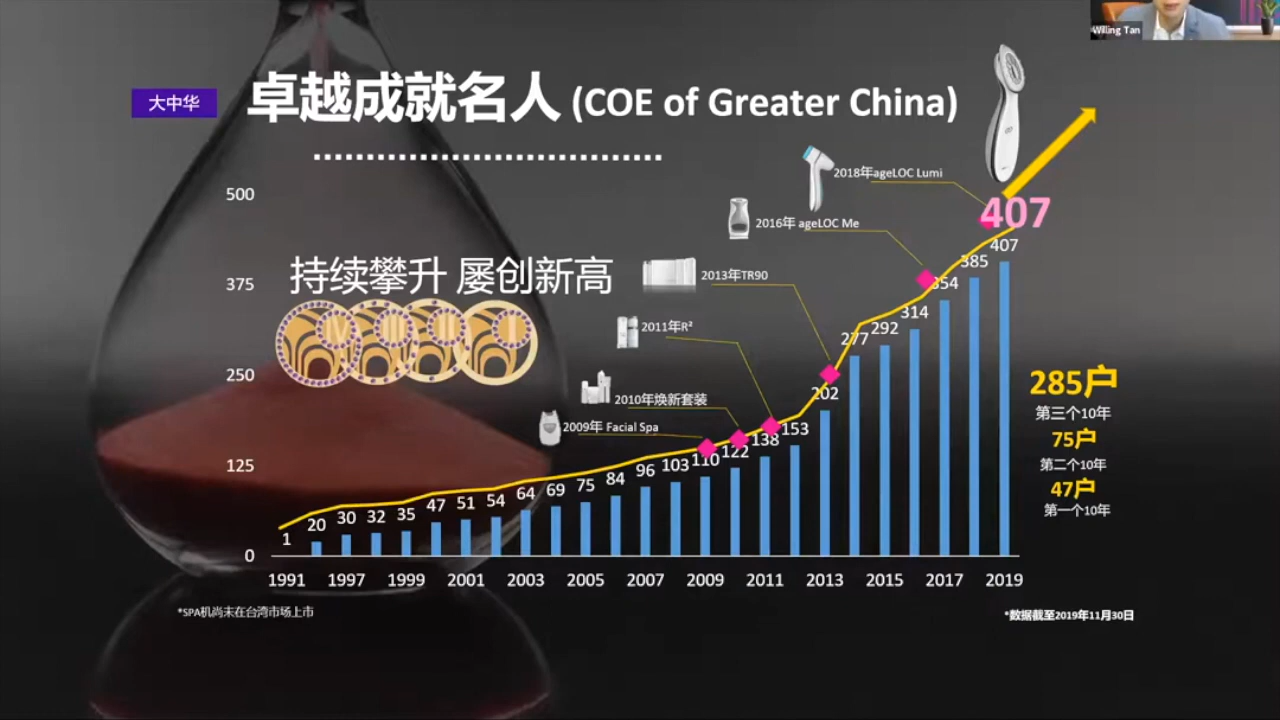 Wiling Tan
大中华
卓越成就名人 (COE of Greater China)
持续攀升 屡创新高
500
375
250
125
0
2018年ageLOC Lumi
2016年 ageLOC Me
2013年TR90
2011年R²
2010年焕新套装
2009年 Facial Spa
407
1 20 30 32 35 47 51 54 64 69 75 84 96 103 110 122 138 153 202 277 292 314 354 385 407
1991 1997 1999 2001 2003 2005 2007 2009 2011 2013 2015 2017 2019
285户
第三个10年
75户
第二个10年
47户
第一个10年
*SPA机尚未在台湾市场上市
*数据截至2019年11月30日